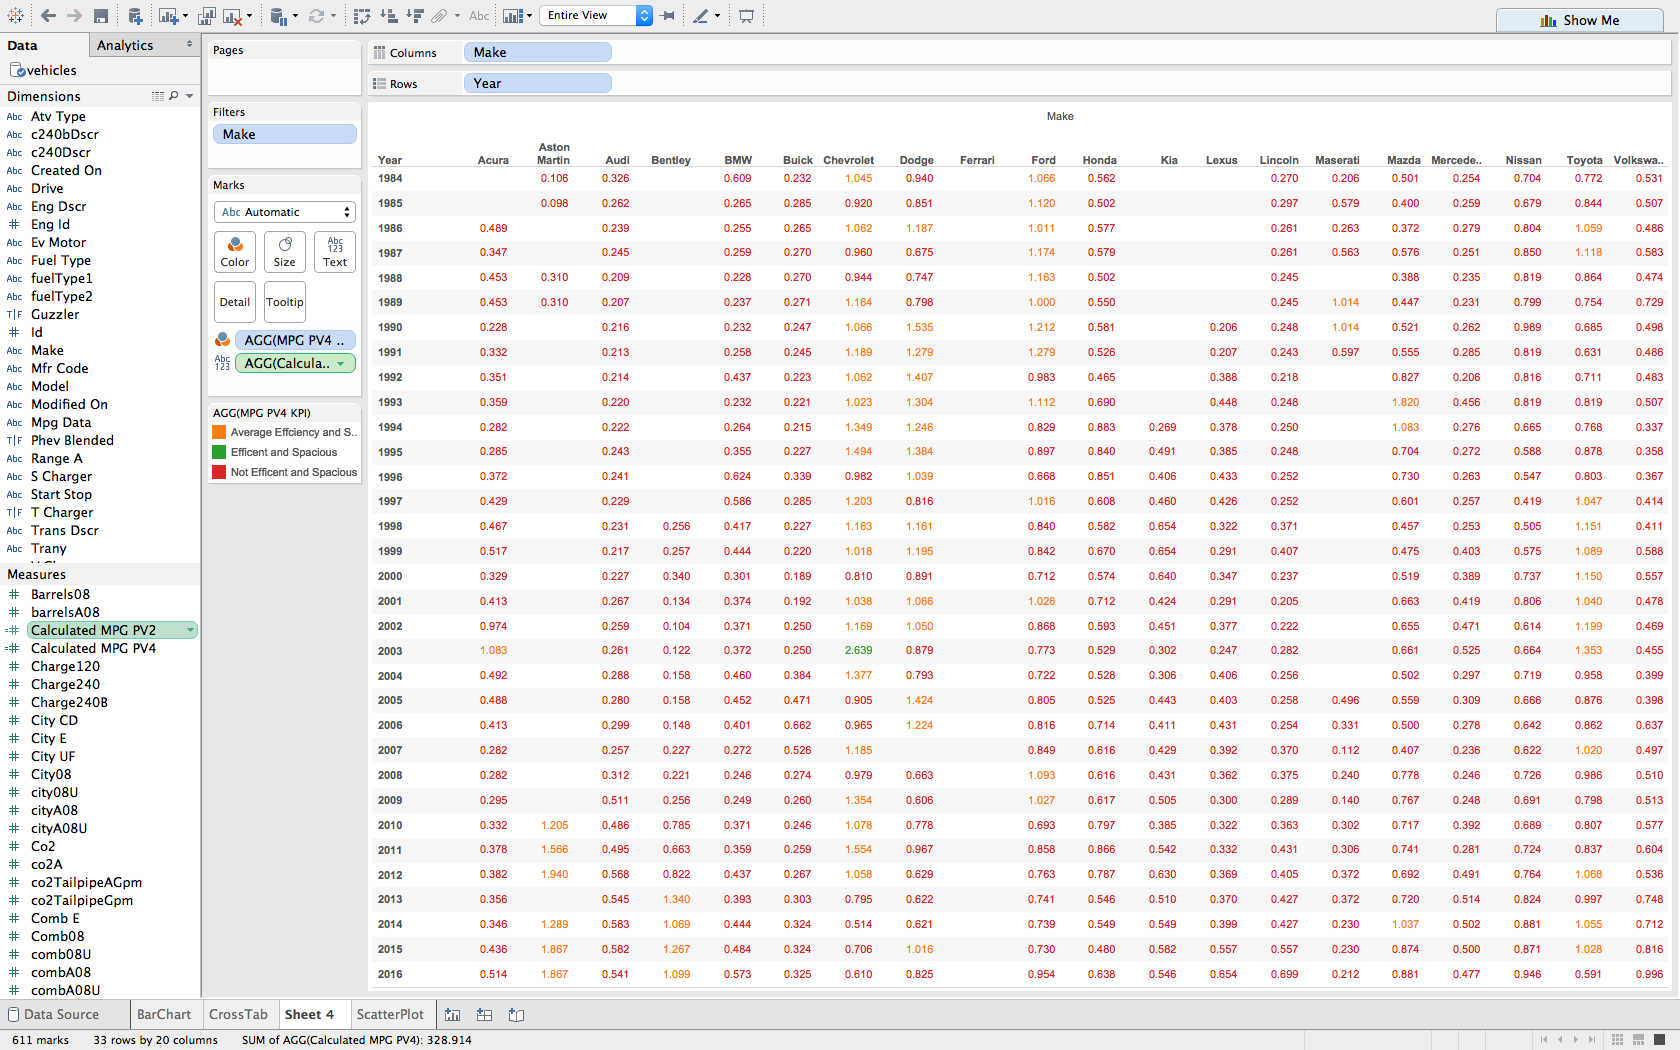 Abc
Entire View
Show Me
Data
Analytics
vehicles
Dimensions
Abc Atv Type
Abc c240bDscr
Abc c240Dscr
Abc Created On
Abc Drive
Abc Eng Dscr
# Eng Id
Abc Ev Motor
Abc Fuel Type
Abc fuelType1
Abc fuelType2
T|F Guzzler
# Id
Abc Make
Abc Mfr Code
Abc Model
Abc Modified On
Abc Mpg Data
T|F Phev Blended
Abc Range A
Abc S Charger
Abc Start Stop
T|F T Charger
Abc Trans Dscr
Abc Trany
Measures
# Barrels08
# barrelsA08
=# Calculated MPG PV2
=# Calculated MPG PV4
# Charge120
# Charge240
# Charge240B
# City CD
# City E
# City UF
# City08
# city08U
# cityA08
# cityA08U
# Co2
# co2A
# co2TailpipeAGpm
# co2TailpipeGpm
# Comb E
# Comb08
# comb08U
# combA08
# combA08U
Pages
Filters
Make
Marks
Abc Automatic
Color
Size
Abc
123
Text
Detail
Tooltip
AGG(MPG PV4 ..
Abc
123
AGG(Calcula..
AGG(MPG PV4 KPI)
Average Effciency and S..
Efficent and Spacious
Not Efficent and Spacious
Columns
Make
Rows
Year
Make
Year Acura Aston Martin Audi Bentley BMW Buick Chevrolet Dodge Ferrari Ford Honda Kia Lexus Lincoln Maserati Mazda Mercede.. Nissan Toyota Volkswa..
1984 0.106 0.326 0.609 0.232 1.045 0.940 1.066 0.562 0.270 0.206 0.501 0.254 0.704 0.772 0.531
1985 0.098 0.262 0.265 0.285 0.920 0.851 1.120 0.502 0.297 0.579 0.400 0.259 0.679 0.844 0.507
1986 0.489 0.239 0.255 0.265 1.062 1.187 1.011 0.577 0.261 0.263 0.372 0.279 0.804 1.059 0.486
1987 0.347 0.245 0.259 0.270 0.960 0.675 1.174 0.579 0.261 0.563 0.576 0.251 0.850 1.118 0.583
1988 0.453 0.310 0.209 0.228 0.270 0.944 0.747 1.163 0.502 0.245 0.388 0.235 0.819 0.864 0.474
1989 0.453 0.310 0.207 0.237 0.271 1.164 0.798 1.000 0.550 0.245 1.014 0.447 0.231 0.799 0.754 0.729
1990 0.228 0.216 0.232 0.247 1.066 1.535 1.212 0.581 0.206 0.248 1.014 0.521 0.262 0.989 0.685 0.498
1991 0.332 0.213 0.258 0.245 1.189 1.279 1.279 0.526 0.207 0.243 0.597 0.555 0.285 0.819 0.631 0.486
1992 0.351 0.214 0.437 0.223 1.062 1.407 0.983 0.465 0.388 0.218 0.827 0.206 0.816 0.711 0.483
1993 0.359 0.220 0.232 0.221 1.023 1.304 1.112 0.690 0.448 0.248 1.820 0.456 0.819 0.819 0.507
1994 0.282 0.222 0.264 0.215 1.349 1.246 0.829 0.883 0.269 0.378 0.250 1.083 0.276 0.665 0.768 0.337
1995 0.285 0.243 0.355 0.227 1.494 1.384 0.897 0.840 0.491 0.385 0.248 0.704 0.272 0.588 0.878 0.358
1996 0.372 0.241 0.624 0.339 0.982 1.039 0.668 0.851 0.406 0.433 0.252 0.730 0.263 0.547 0.803 0.367
1997 0.429 0.229 0.586 0.285 1.203 0.816 1.016 0.608 0.460 0.426 0.252 0.601 0.257 0.419 1.047 0.414
1998 0.467 0.231 0.256 0.417 0.227 1.163 1.161 0.840 0.582 0.654 0.322 0.371 0.457 0.253 0.505 1.151 0.411
1999 0.517 0.217 0.257 0.444 0.220 1.018 1.195 0.842 0.670 0.654 0.291 0.407 0.475 0.403 0.575 1.089 0.588
2000 0.329 0.227 0.340 0.301 0.189 0.810 0.891 0.712 0.574 0.640 0.347 0.237 0.519 0.389 0.737 1.150 0.557
2001 0.413 0.267 0.134 0.374 0.192 1.038 1.066 1.026 0.712 0.424 0.291 0.205 0.663 0.419 0.806 1.040 0.478
2002 0.974 0.259 0.104 0.371 0.250 1.169 1.050 0.868 0.593 0.451 0.377 0.222 0.655 0.471 0.614 1.199 0.469
2003 1.083 0.261 0.122 0.372 0.250 2.639 0.879 0.773 0.529 0.302 0.247 0.282 0.661 0.525 0.664 1.353 0.455
2004 0.492 0.288 0.158 0.460 0.384 1.377 0.793 0.722 0.528 0.306 0.406 0.256 0.502 0.297 0.719 0.958 0.399
2005 0.488 0.280 0.158 0.452 0.471 0.905 1.424 0.805 0.525 0.443 0.403 0.258 0.496 0.559 0.309 0.666 0.876 0.398
2006 0.413 0.299 0.148 0.401 0.662 0.965 1.224 0.816 0.714 0.411 0.431 0.254 0.331 0.500 0.278 0.642 0.862 0.637
2007 0.282 0.257 0.227 0.272 0.526 1.185 0.849 0.616 0.429 0.392 0.370 0.112 0.407 0.236 0.622 1.020 0.497
2008 0.282 0.312 0.221 0.246 0.274 0.979 0.663 1.093 0.616 0.431 0.362 0.375 0.240 0.778 0.246 0.726 0.986 0.510
2009 0.295 0.511 0.256 0.249 0.260 1.354 0.606 1.027 0.617 0.505 0.300 0.289 0.140 0.767 0.248 0.691 0.798 0.513
2010 0.332 1.205 0.486 0.785 0.371 0.246 1.078 0.778 0.693 0.797 0.385 0.322 0.363 0.302 0.717 0.392 0.689 0.807 0.577
2011 0.378 1.566 0.495 0.663 0.359 0.259 1.554 0.967 0.858 0.866 0.542 0.332 0.431 0.306 0.741 0.281 0.724 0.837 0.604
2012 0.382 1.940 0.568 0.822 0.437 0.267 1.058 0.629 0.763 0.787 0.630 0.369 0.405 0.372 0.692 0.491 0.764 1.068 0.536
2013 0.356 0.545 1.340 0.393 0.303 0.795 0.622 0.741 0.546 0.510 0.370 0.427 0.372 0.720 0.514 0.824 0.997 0.748
2014 0.346 1.289 0.583 1.069 0.444 0.324 0.514 0.621 0.739 0.549 0.549 0.399 0.427 0.230 1.037 0.502 0.881 1.055 0.712
2015 0.436 1.867 0.582 1.267 0.484 0.324 0.706 1.016 0.730 0.480 0.582 0.557 0.557 0.230 0.874 0.500 0.871 1.028 0.816
2016 0.514 1.867 0.541 1.099 0.573 0.325 0.610 0.825 0.954 0.638 0.546 0.654 0.699 0.212 0.881 0.477 0.946 0.591 0.996
Data Source
BarChart
CrossTab
Sheet 4
ScatterPlot
611 marks
33 rows by 20 columns
SUM of AGG(Calculated MPG PV4): 328.914